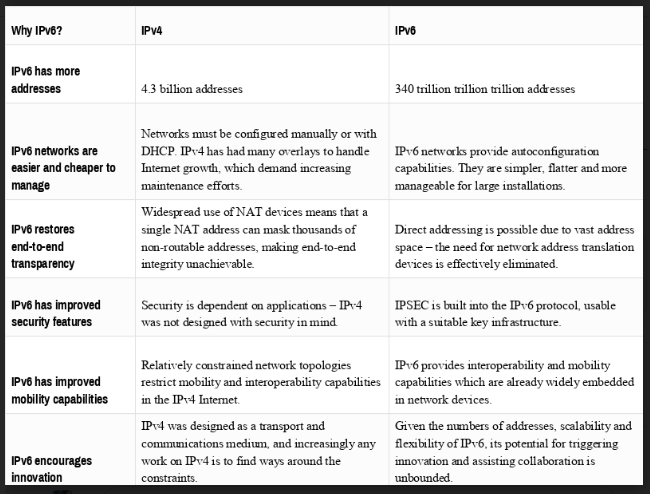 Why IPv6?
IPv4
IPv6
IPv6 has more
addresses
4.3 billion addresses
340 trillion trillion trillion addresses
IPv6 networks are
easier and cheaper to
manage
Networks must be configured manually or with
DHCP. IPv4 has had many overlays to handle
Internet growth, which demand increasing
maintenance efforts.
IPv6 networks provide autoconfiguration
capabilities. They are simpler, flatter and more
manageable for large installations.
IPv6 restores
end-to-end
transparency
Widespread use of NAT devices means that a
single NAT address can mask thousands of
non-routable addresses, making end-to-end
integrity unachievable.
Direct addressing is possible due to vast address
space – the need for network address translation
devices is effectively eliminated.
IPv6 has improved
security features
Security is dependent on applications – IPv4
was not designed with security in mind.
IPSEC is built into the IPv6 protocol, usable
with a suitable key infrastructure.
IPv6 has improved
mobility capabilities
Relatively constrained network topologies
restrict mobility and interoperability capabilities
in the IPv4 Internet.
IPv6 provides interoperability and mobility
capabilities which are already widely embedded
in network devices.
IPv6 encourages
innovation
IPv4 was designed as a transport and
communications medium, and increasingly any
work on IPv4 is to find ways around the
constraints.
Given the numbers of addresses, scalability and
flexibility of IPv6, its potential for triggering
innovation and assisting collaboration is
unbounded.